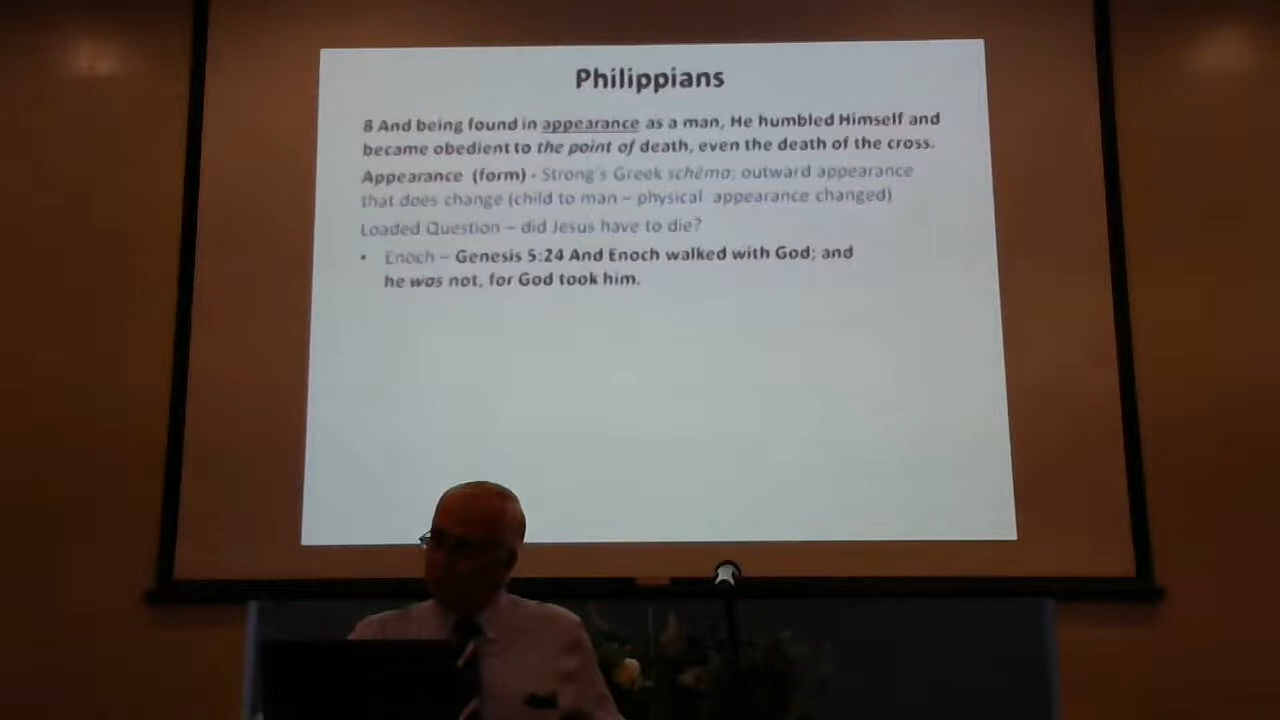 Philippians
8 And being found in appearance as a man, He humbled Himself and
became obedient to the point of death, even the death of the cross.
Appearance (form) - Strong's Greek schēma; outward appearance
that does change (child to man – physical appearance changed)
Loaded Question – did Jesus have to die?
• Enoch – Genesis 5:24 And Enoch walked with God; and
he was not, for God took him.